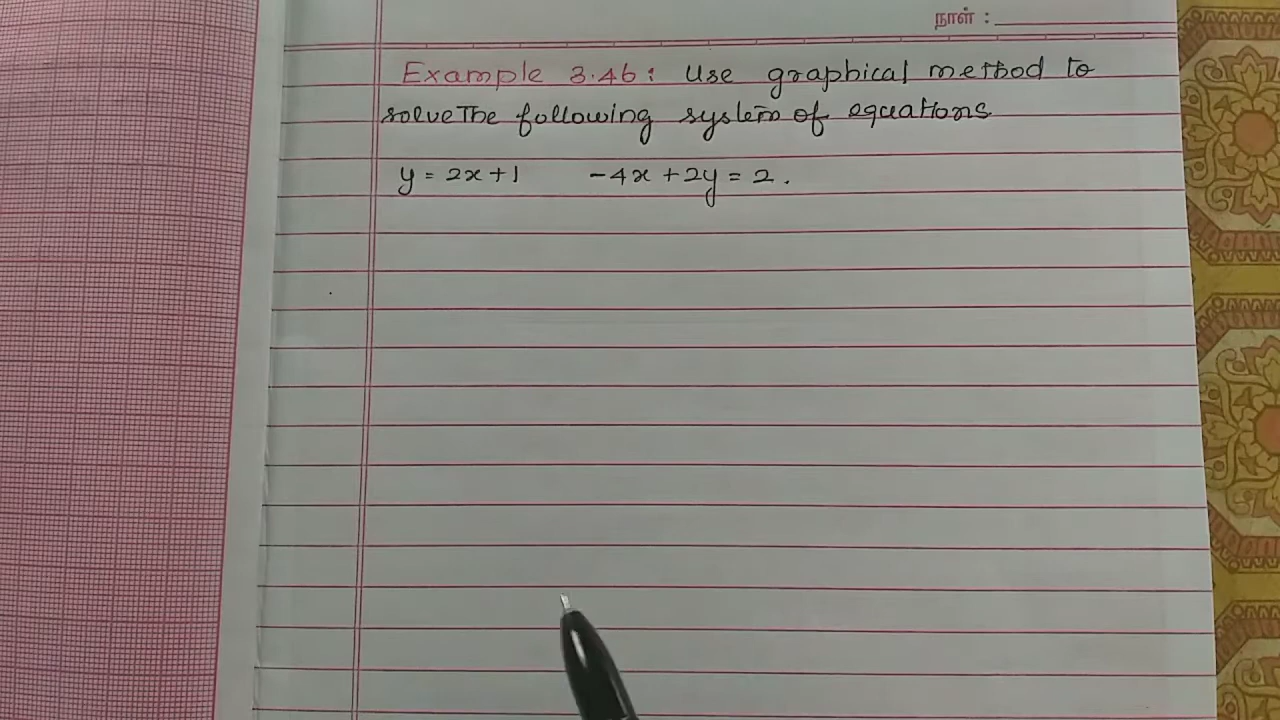 நாள் :
Example 3.46: Use graphical method to
solve The following system of equations
y = 2x + 1 -4x + 2y = 2.